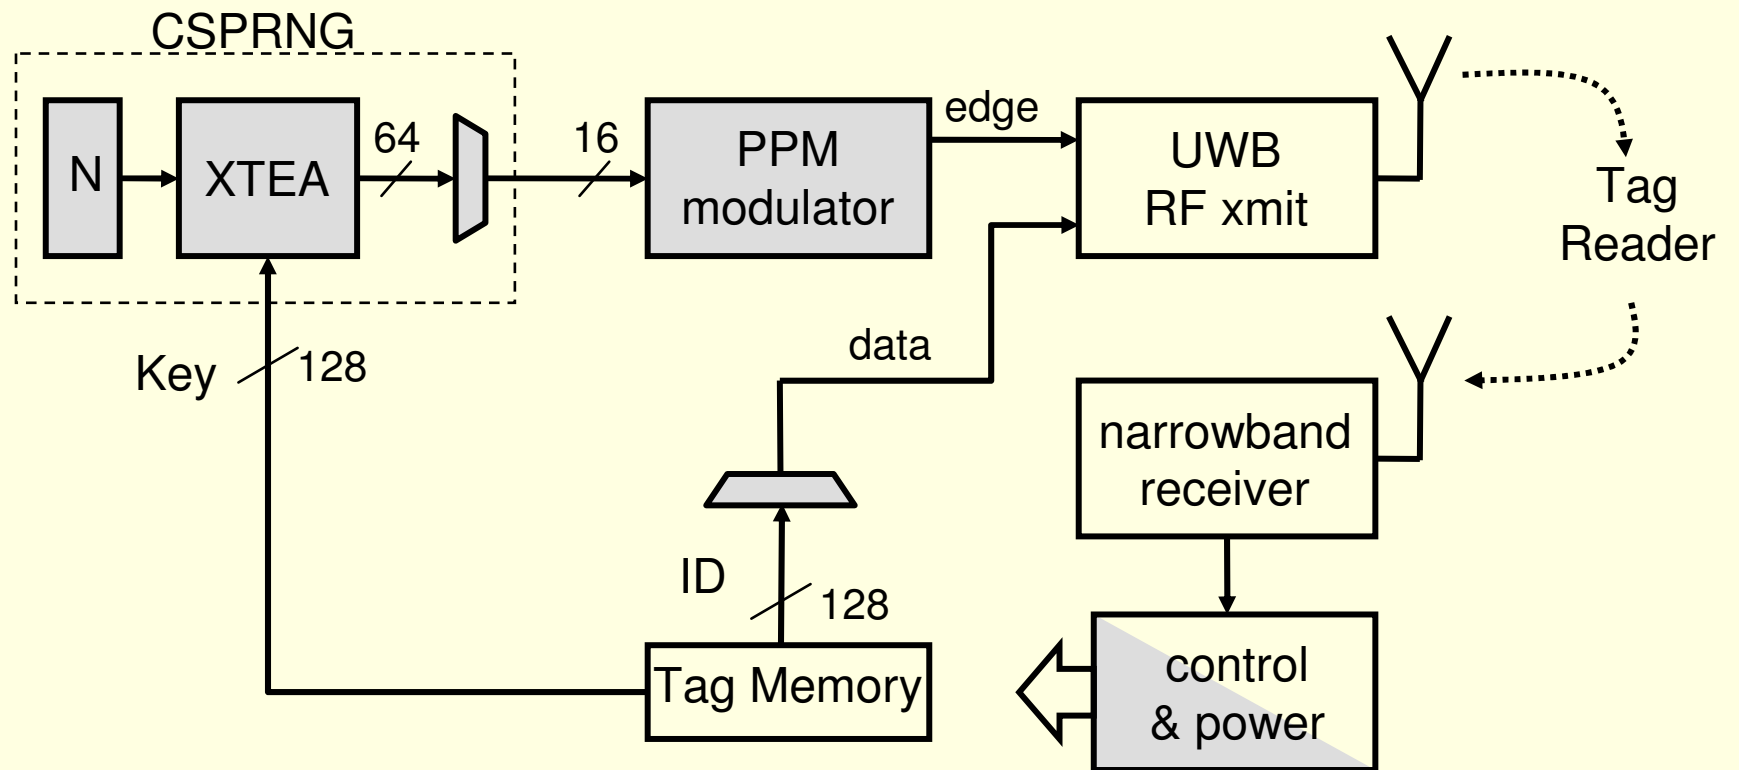 CSPRNG
N
XTEA
64
16
PPM
modulator
edge
UWB
RF xmit
Tag
Reader
Key
128
data
narrowband
receiver
ID
128
Tag Memory
control
& power